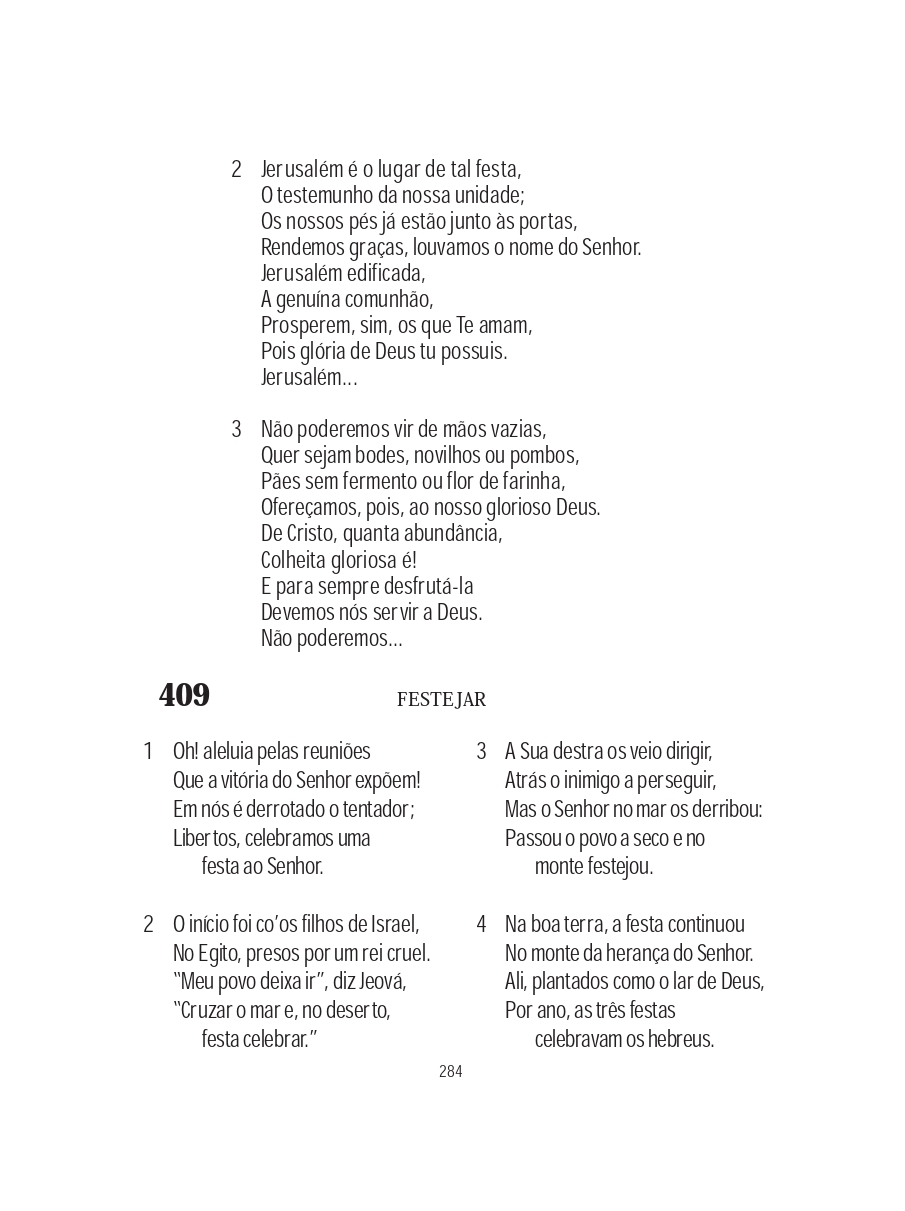 2 Jerusalém é o lugar de tal festa,
O testemunho da nossa unidade;
Os nossos pés já estão junto às portas,
Rendemos graças, louvamos o nome do Senhor.
Jerusalém edificada,
A genuína comunhão,
Prosperem, sim, os que Te amam,
Pois glória de Deus tu possuis.
Jerusalém...
3 Não poderemos vir de mãos vazias,
Quer sejam bodes, novilhos ou pombos,
Pães sem fermento ou flor de farinha,
Ofereçamos, pois, ao nosso glorioso Deus.
De Cristo, quanta abundância,
Colheita gloriosa é!
E para sempre desfrutá-la
Devemos nós servir a Deus.
Não poderemos...
409 FESTEJAR
1 Oh! aleluia pelas reuniões
Que a vitória do Senhor expõem!
Em nós é derrotado o tentador;
Libertos, celebramos uma
festa ao Senhor.
2 O início foi co’os filhos de Israel,
No Egito, presos por um rei cruel.
“Meu povo deixa ir”, diz Jeová,
“Cruzar o mar e, no deserto,
festa celebrar.”
3 A Sua destra os veio dirigir,
Atrás o inimigo a perseguir,
Mas o Senhor no mar os derribou:
Passou o povo a seco e no
monte festejou.
4 Na boa terra, a festa continuou
No monte da herança do Senhor.
Ali, plantados como o lar de Deus,
Por ano, as três festas
celebravam os hebreus.
284